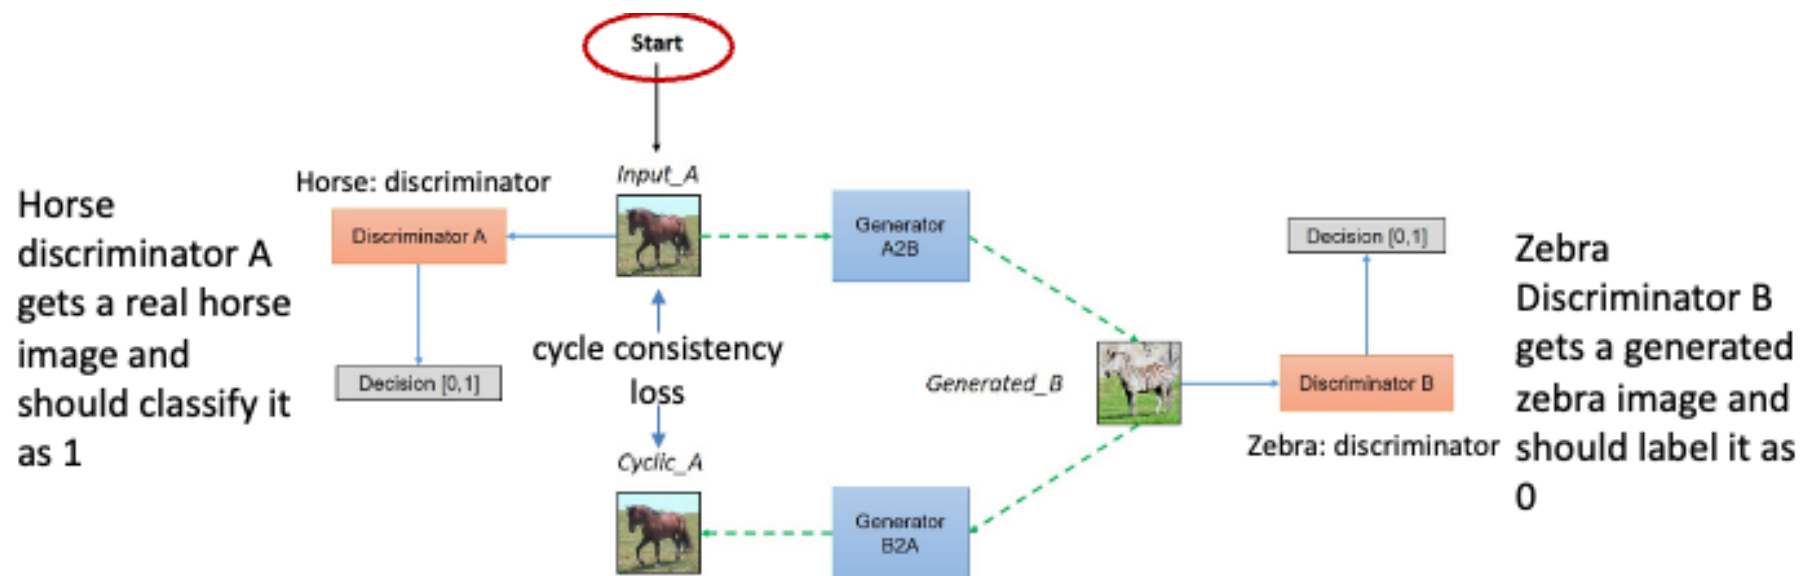 Start
Horse: discriminator
Input_A
Horse
discriminator A
gets a real horse
image and
should classify it
as 1
Discriminator A
Decision [0,1]
Generator
A2B
cycle consistency
loss
Generated_B
Cyclic_A
Generator
B2A
Decision [0,1]
Discriminator B
Zebra: discriminator
Zebra
Discriminator B
gets a generated
zebra image and
should label it as
0